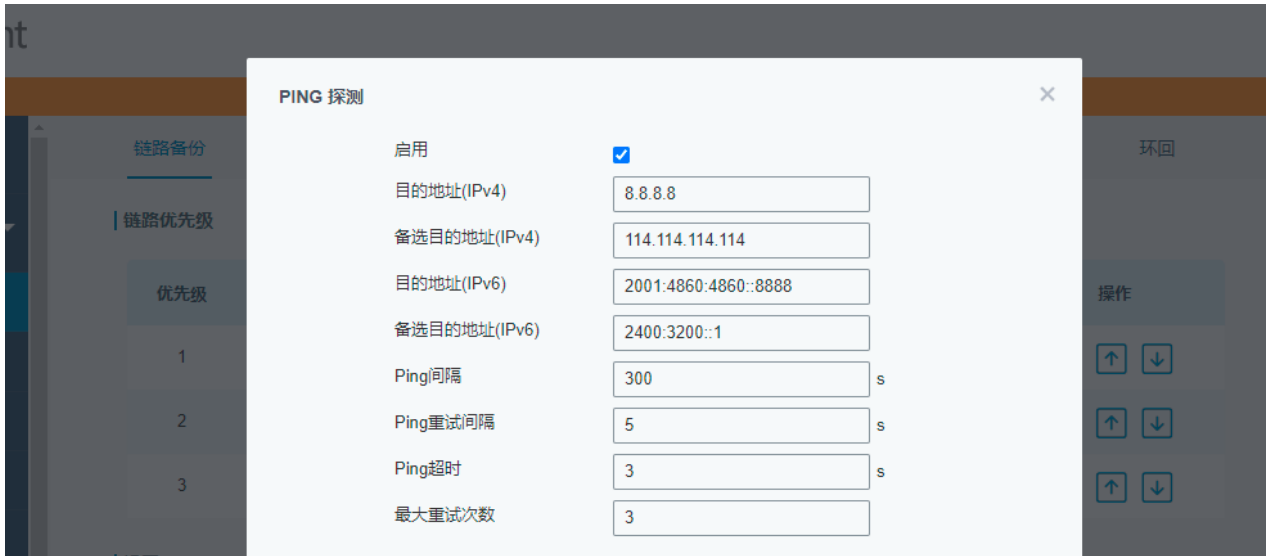 nt
PING 探测
链路备份
环回
启用
目的地址(IPv4) 8.8.8.8
链路优先级
备选目的地址(IPv4) 114.114.114.114
优先级
目的地址(IPv6) 2001:4860:4860::8888
操作
备选目的地址(IPv6) 2400:3200::1
1
Ping间隔 300 s
2
Ping重试间隔 5 s
Ping超时 3 s
3
最大重试次数 3